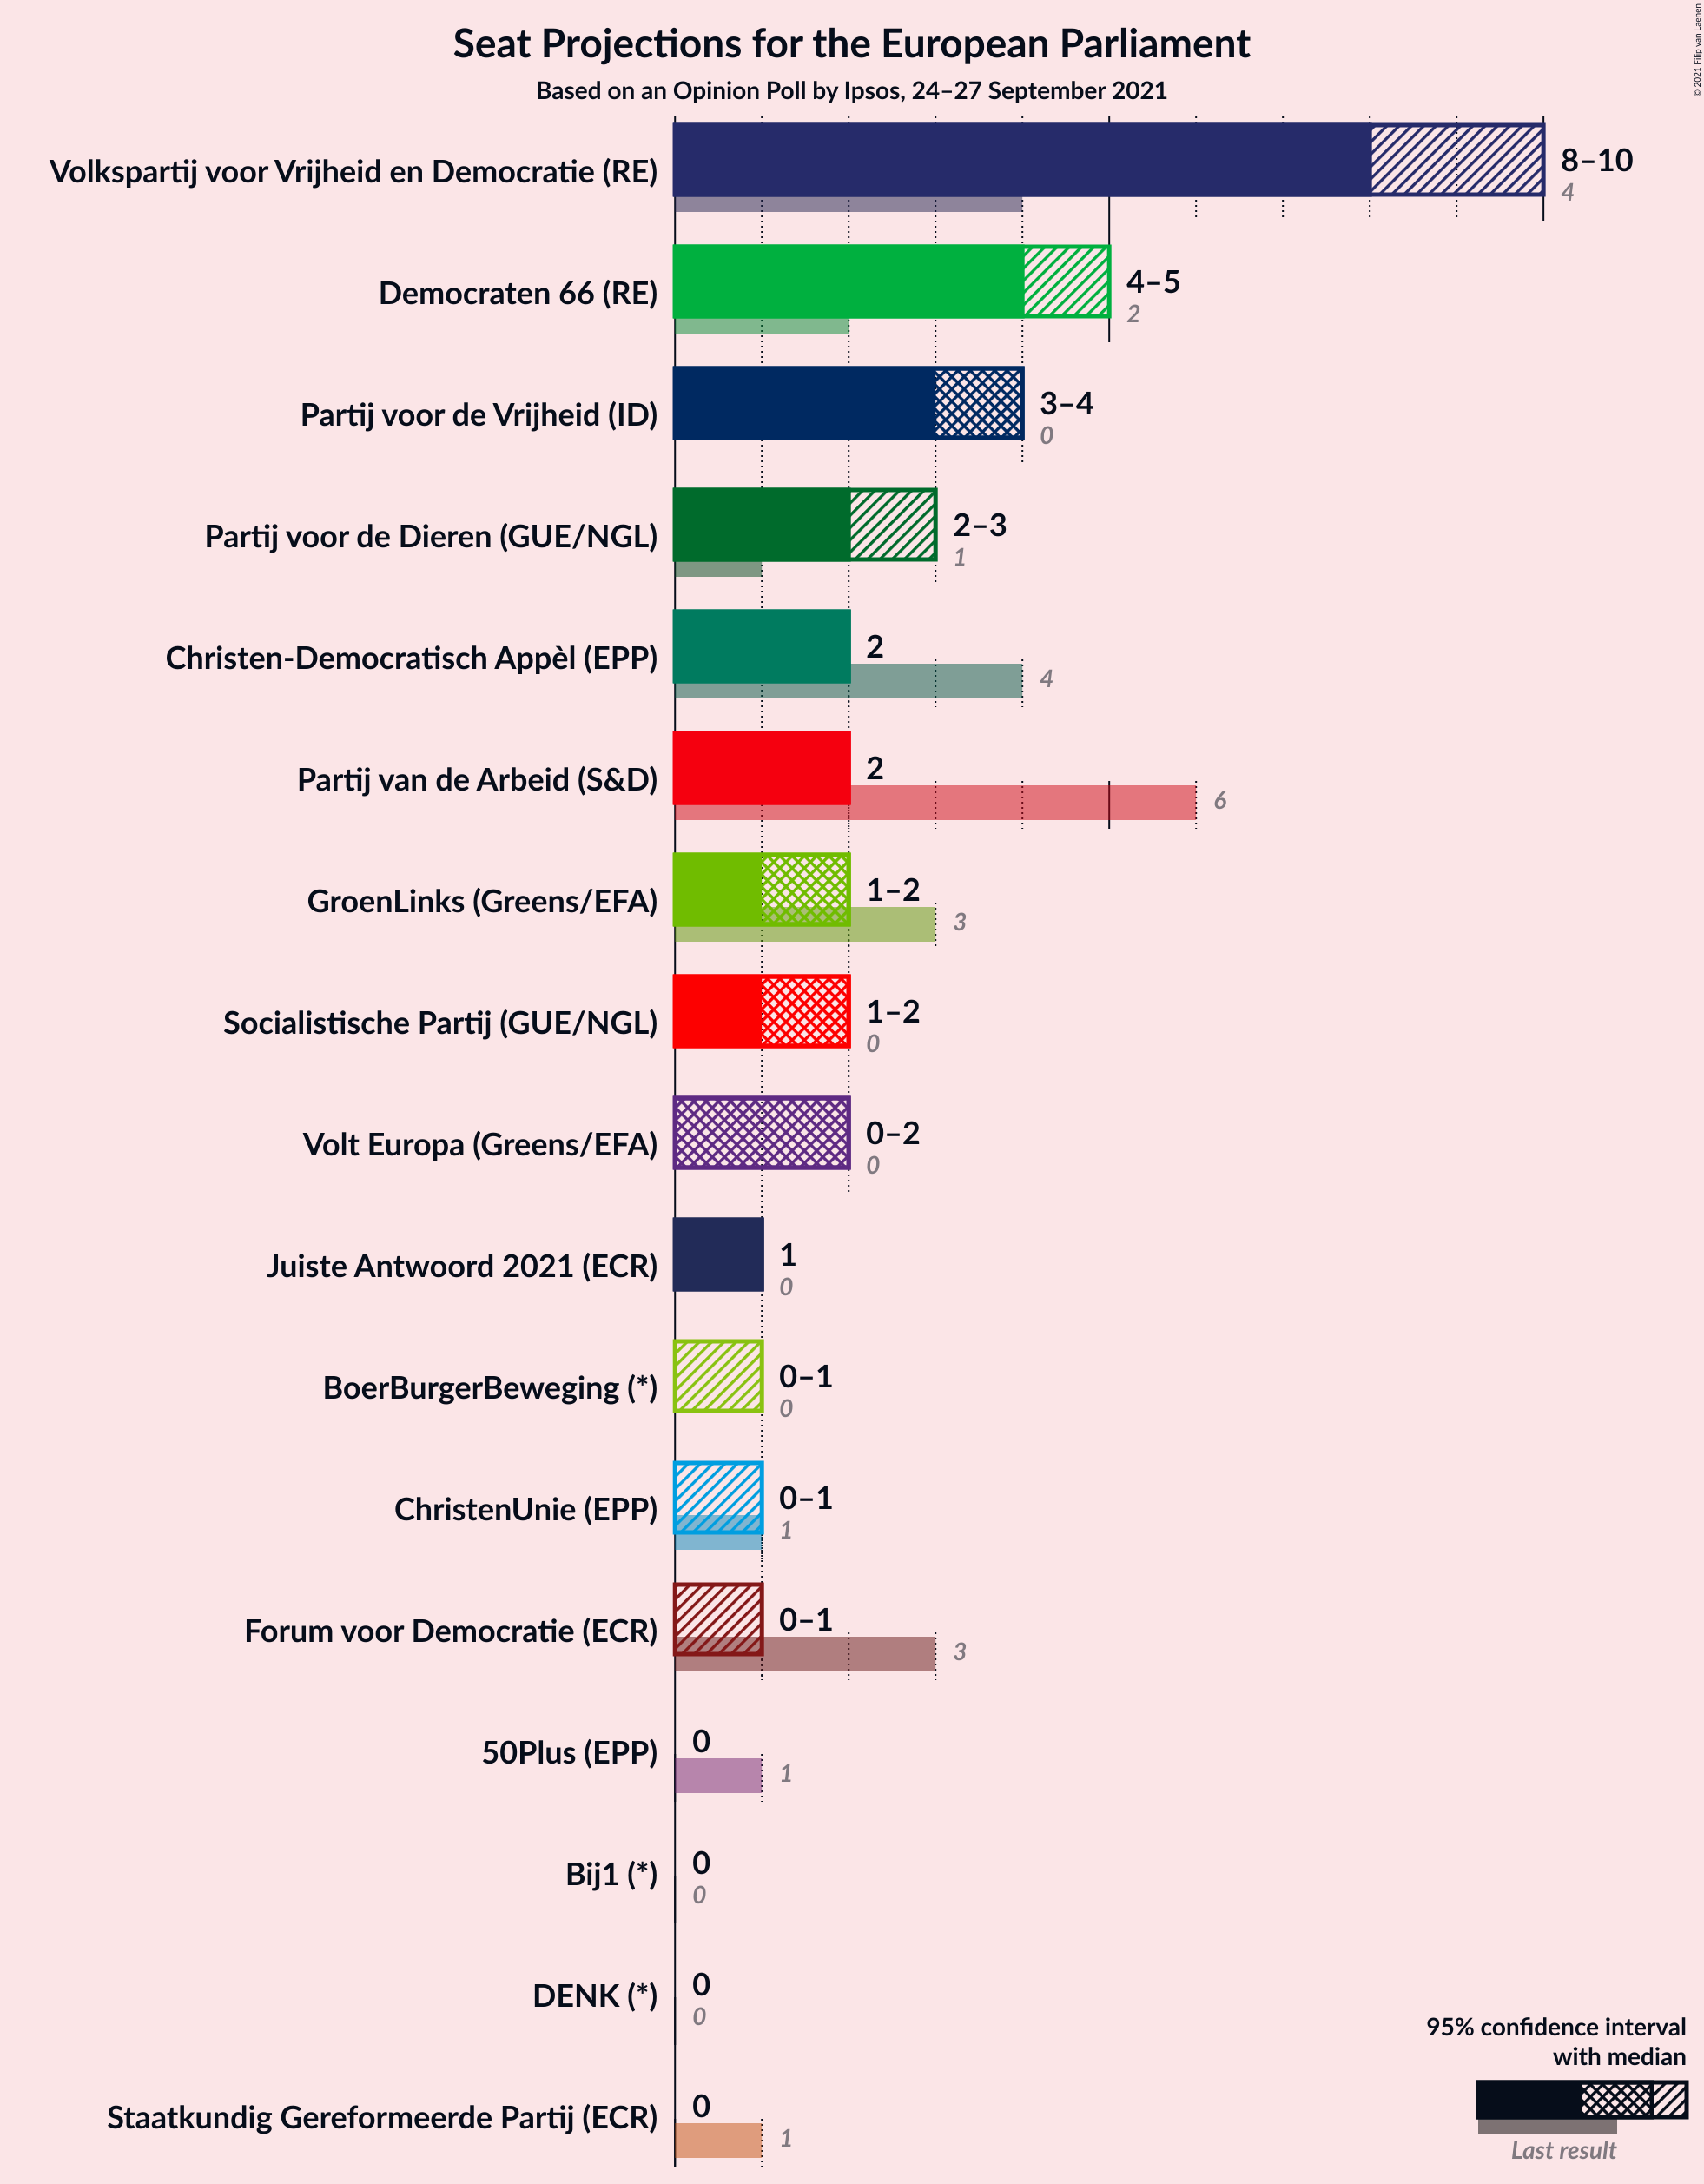 Seat Projections for the European Parliament
Based on an Opinion Poll by Ipsos, 24–27 September 2021
© 2021 Filip van Laenen
Volkspartij voor Vrijheid en Democratie (RE)
8–10
4
Democraten 66 (RE)
4–5
2
Partij voor de Vrijheid (ID)
3–4
0
Partij voor de Dieren (GUE/NGL)
2–3
1
Christen-Democratisch Appèl (EPP)
2
4
Partij van de Arbeid (S&D)
2
6
GroenLinks (Greens/EFA)
1–2
3
Socialistische Partij (GUE/NGL)
1–2
0
Volt Europa (Greens/EFA)
0–2
0
Juiste Antwoord 2021 (ECR)
1
0
BoerBurgerBeweging (*)
0–1
0
ChristenUnie (EPP)
0–1
1
Forum voor Democratie (ECR)
0–1
3
50Plus (EPP)
0
1
Bij1 (*)
0
0
DENK (*)
0
0
Staatkundig Gereformeerde Partij (ECR)
0
1
95% confidence interval
with median
Last result